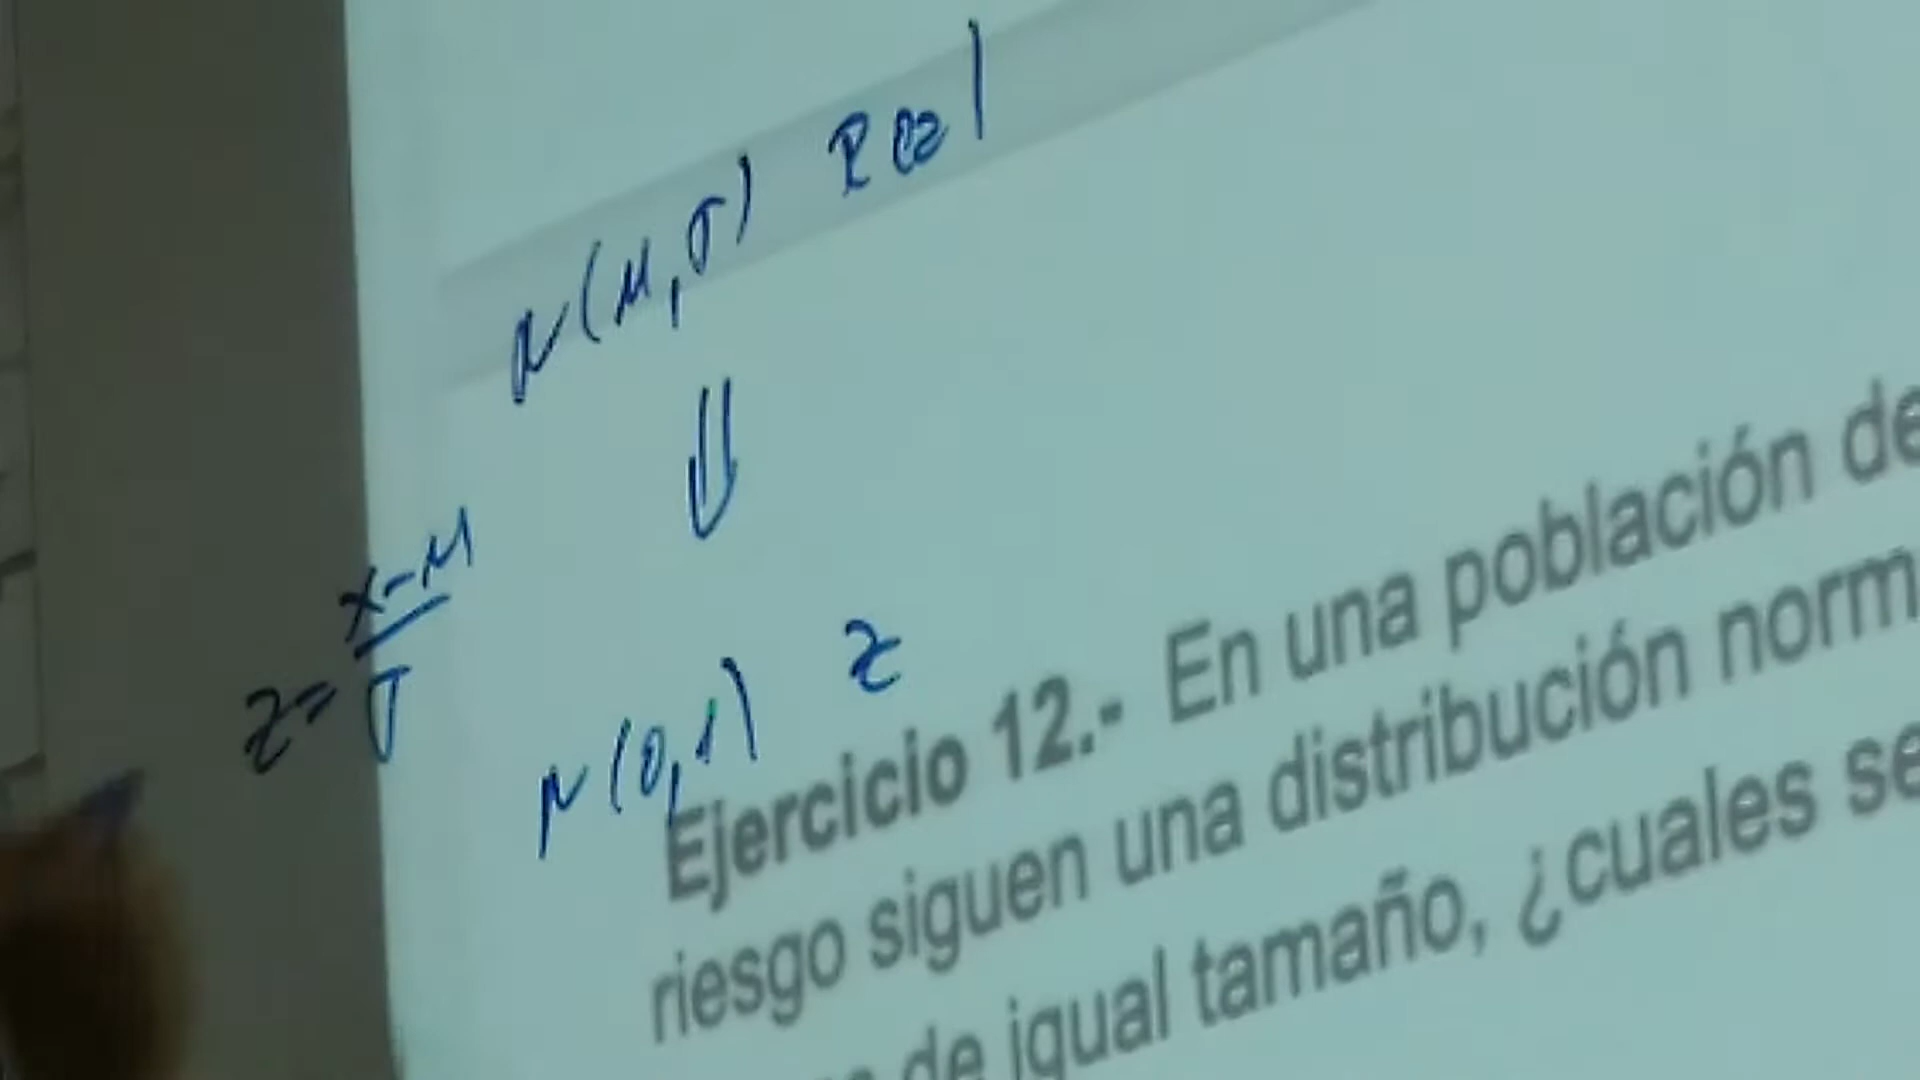 N(μ,σ) Real
⇓
z = x-μ / σ
N(0,1) z
Ejercicio 12.- En una población de
riesgo siguen una distribución norm
de igual tamaño, ¿cuales se